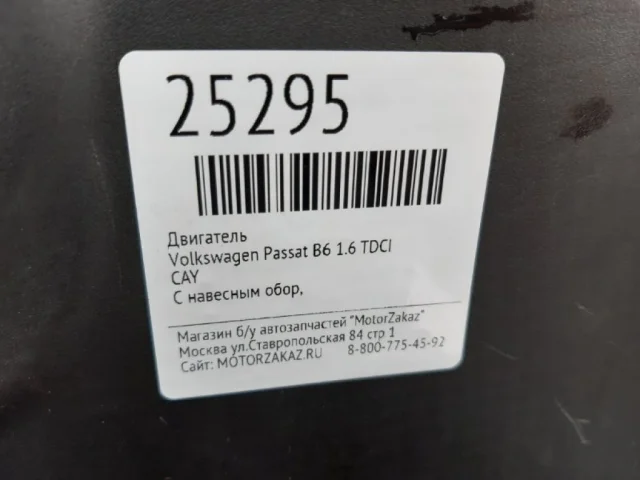 25295
Двигатель
Volkswagen Passat B6 1.6 TDCI
CAY
С навесным обор,
Магазин б/у автозапчастей "MotorZakaz"
Москва ул.Ставропольская 84 стр 1
Сайт: MOTORZAKAZ.RU 8-800-775-45-92